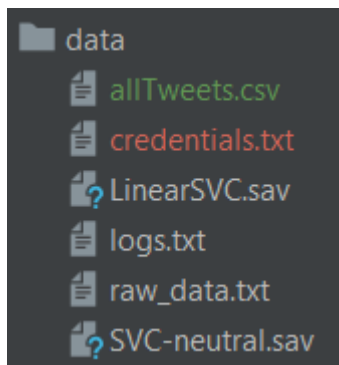 data
allTweets.csv
credentials.txt
LinearSVC.sav
logs.txt
raw_data.txt
SVC-neutral.sav